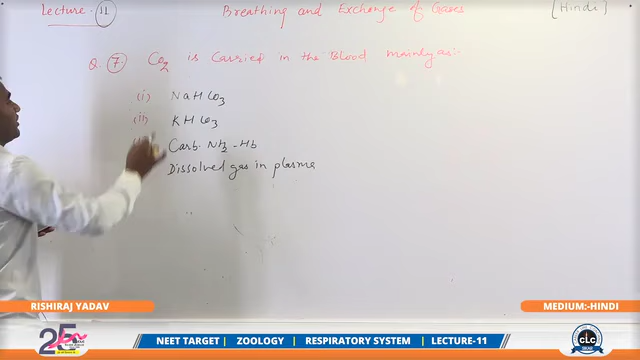 Lecture - 11 Breathing and Exchange of Gases [Hindi]
Q. 7. CO2 is Carried in the Blood mainly as:-
(i) NaHCO3
(ii) KHCO3
Carb. NH2-Hb
Dissolved gas in plasma
RISHIRAJ YADAV
MEDIUM:-HINDI
25
NEET TARGET | ZOOLOGY | RESPIRATORY SYSTEM | LECTURE-11
CLC